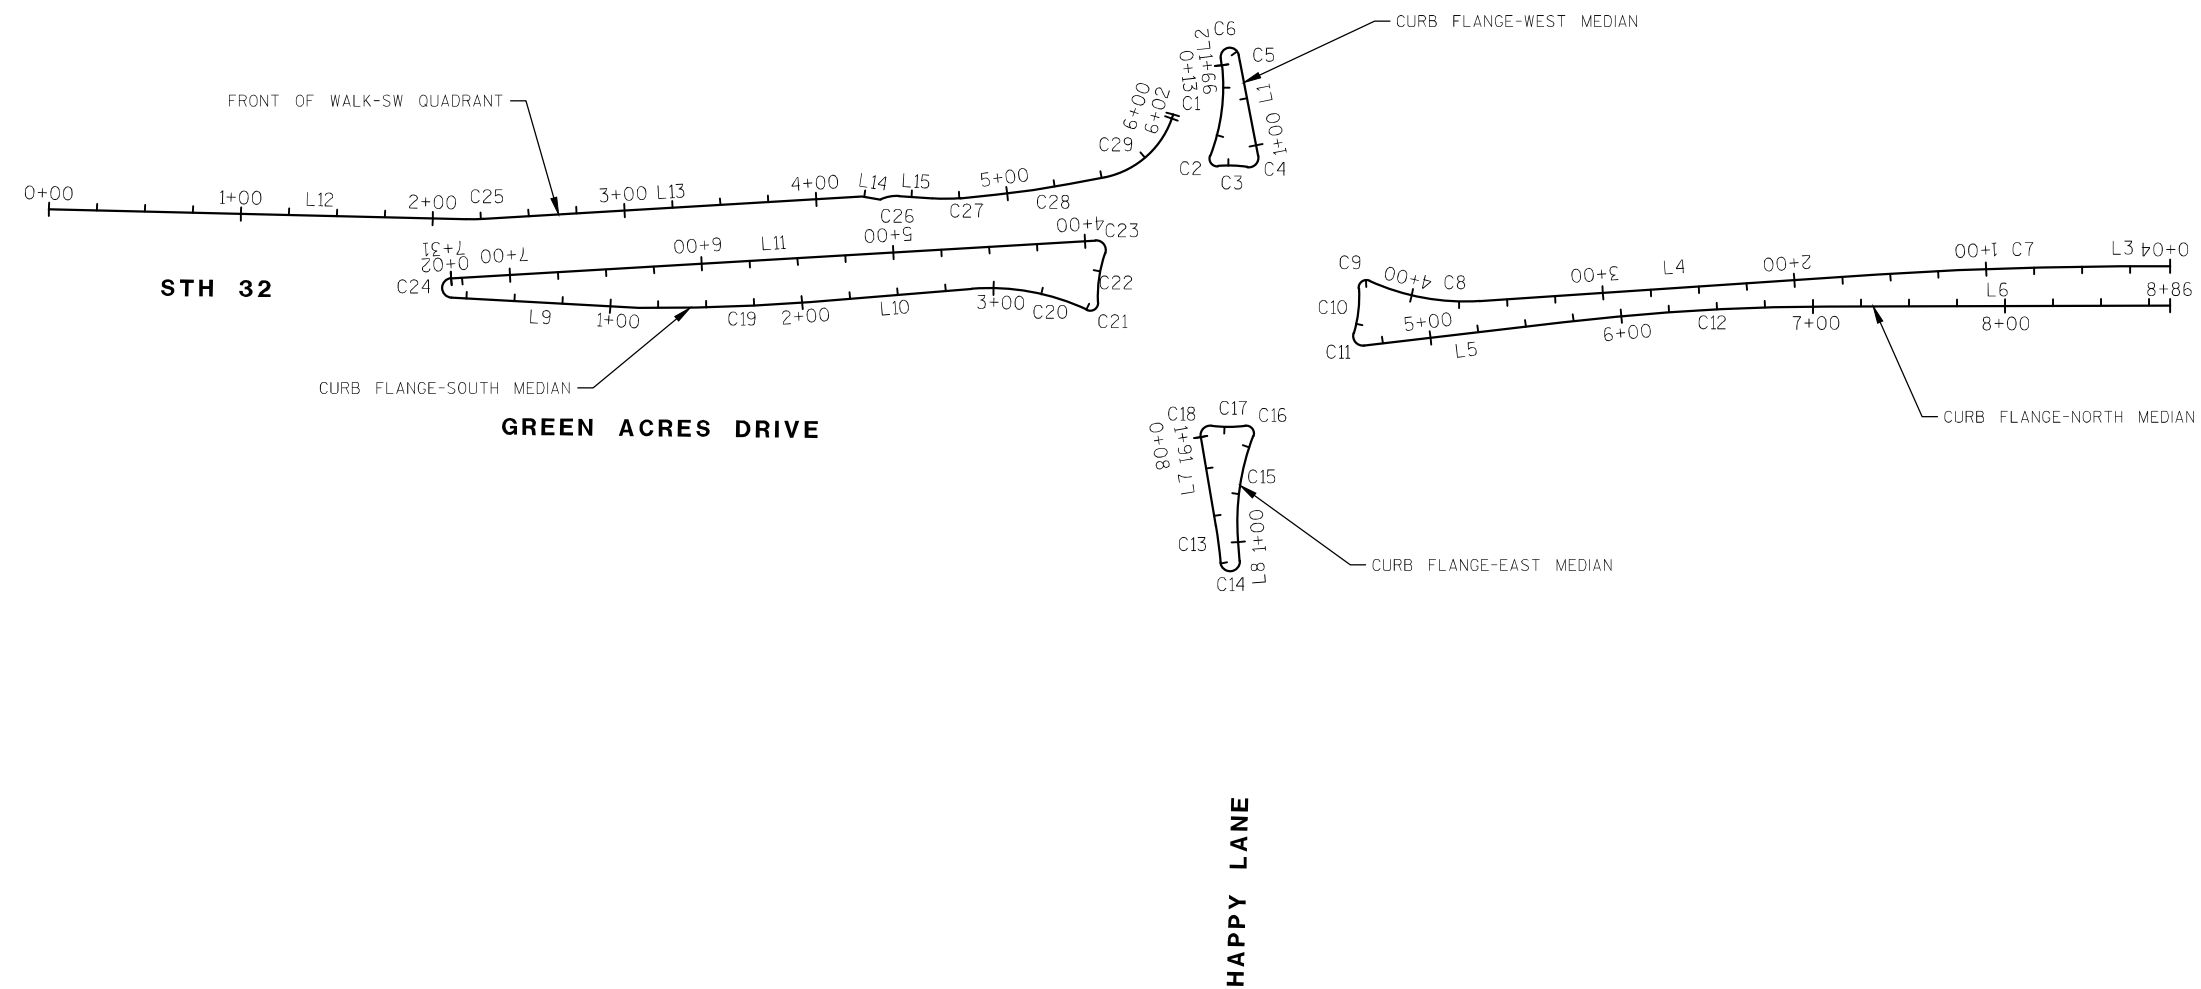 CURB FLANGE-WEST MEDIAN
C6
L2
1+66
0+13
C5
C1
L1
1+00
C2
C3
C4
FRONT OF WALK-SW QUADRANT
6+00
6+02
C29
0+00
1+00
L12
2+00
C25
3+00
L13
4+00
L14
L15
5+00
C26
C27
C28
7+31
0+02
7+00
6+00
L11
5+00
4+00
C23
STH 32
C24
C22
L9
1+00
C19
2+00
L10
3+00
C20
C21
CURB FLANGE-SOUTH MEDIAN
GREEN ACRES DRIVE
C9
4+00
C8
3+00
L4
2+00
1+00
C7
L3
0+04
C10
5+00
L6
8+86
C11
L5
6+00
C12
7+00
8+00
CURB FLANGE-NORTH MEDIAN
C18
C17
C16
0+08
1+91
L7
C15
C13
1+00
L8
C14
CURB FLANGE-EAST MEDIAN
HAPPY LANE